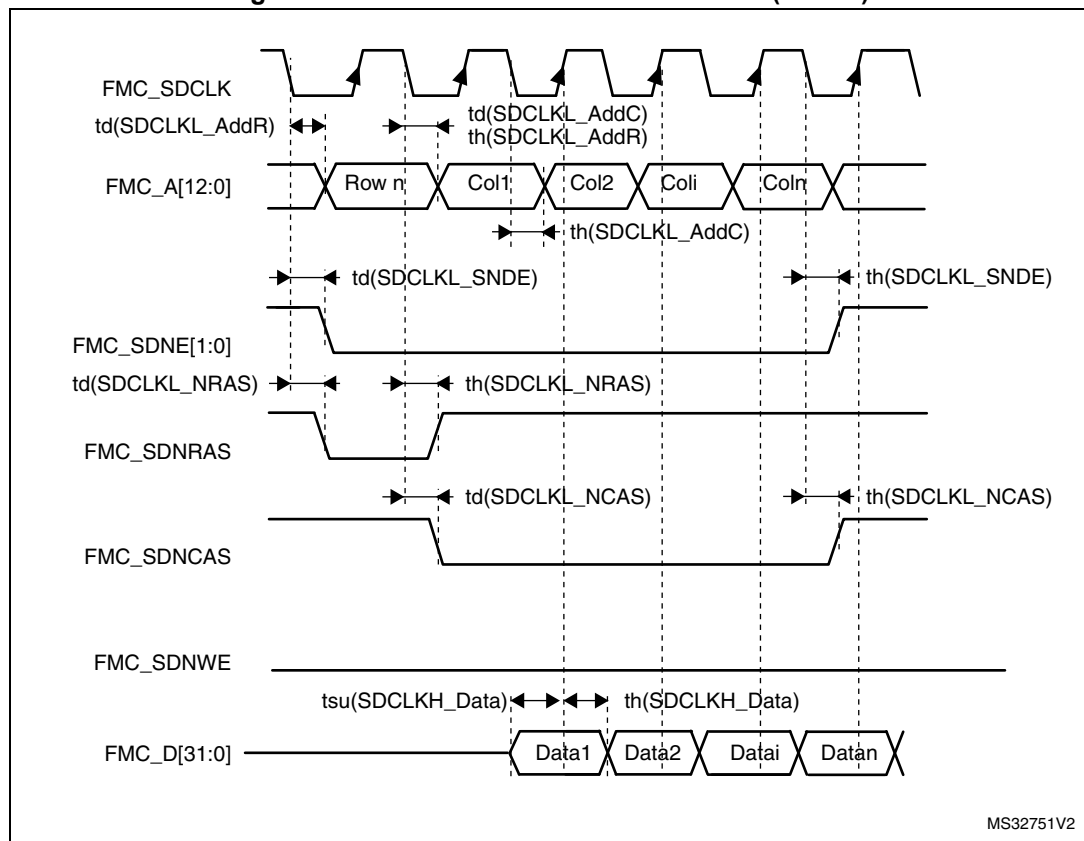 FMC_SDCLK
td(SDCLKL_AddR)
td(SDCLKL_AddC)
th(SDCLKL_AddR)
FMC_A[12:0]
Row n
Col1
Col2
Coli
Coln
th(SDCLKL_AddC)
td(SDCLKL_SNDE)
th(SDCLKL_SNDE)
FMC_SDNE[1:0]
td(SDCLKL_NRAS)
th(SDCLKL_NRAS)
FMC_SDNRAS
td(SDCLKL_NCAS)
th(SDCLKL_NCAS)
FMC_SDNCAS
FMC_SDNWE
tsu(SDCLKH_Data)
th(SDCLKH_Data)
FMC_D[31:0]
Data1
Data2
Datai
Datan
MS32751V2